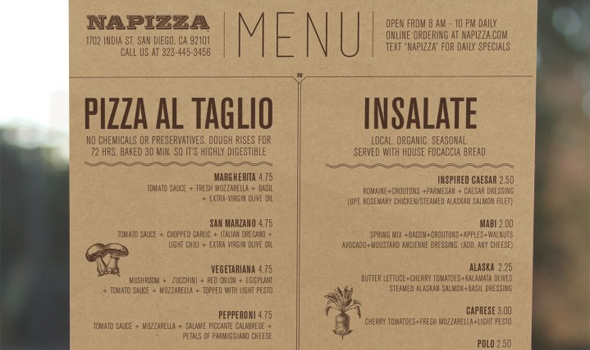 NAPIZZA
1702 INDIA ST. SAN DIEGO, CA 92101
CALL US AT 323-445-3456
MENU
OPEN FROM 8 AM - 10 PM DAILY
ONLINE ORDERING AT NAPIZZA.COM
TEXT "NAPIZZA" FOR DAILY SPECIALS
PIZZA AL TAGLIO
NO CHEMICALS OR PRESERVATIVES. DOUGH RISES FOR
72 HRS. BAKED 30 MIN. SO IT'S HIGHLY DIGESTIBLE
MARGHERITA 4.75
TOMATO SAUCE + FRESH MOZZARELLA + BASIL
+ EXTRA-VIRGIN OLIVE OIL
SAN MARZANO 4.75
TOMATO SAUCE + CHOPPED GARLIC + ITALIAN OREGANO +
LIGHT CHILI + EXTRA VIRGIN OLIVE OIL
VEGETARIANA 4.75
MUSHROOM + ZUCCHINI + RED ONION + EGGPLANT
+ TOMATO SAUCE + MOZZARELLA + TOPPED WITH LIGHT PESTO
PEPPERONI 4.75
TOMATO SAUCE + MOZZARELLA + SALAME PICCANTE CALABRESE +
PETALS OF PARMIGGIANO CHEESE
INSALATE
LOCAL. ORGANIC. SEASONAL.
SERVED WITH HOUSE FOCACCIA BREAD
INSPIRED CAESAR 2.50
ROMAINE+CROUTONS +PARMESAN + CAESAR DRESSING
(OPT. ROSEMARY CHICKEN/STEAMED ALASKAN SALMON FILET)
MABI 2.00
SPRING MIX +BACON+CROUTONS+APPLES+WALNUTS
AVOCADO+MOUSTARD ANCIENNE DRESSING. (ADD. ANY CHEESE)
ALASKA 2.25
BUTTER LETTUCE+CHERRY TOMATOES+KALAMATA OLIVES
STEAMED ALASKAN SALMON+BASIL DRESSING
CAPRESE 3.00
CHERRY TOMATOES+FRESH MOZZARELLA+LIGHT PESTO
POLO 2.50